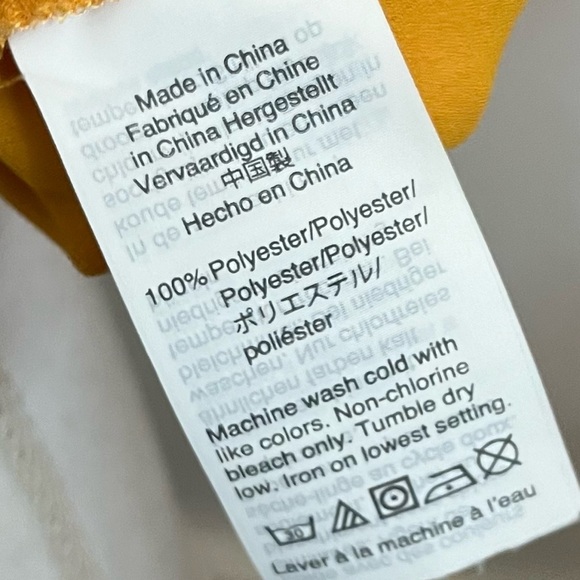 Made in China
Fabriqué en Chine
in China Hergestellt
Vervaardigd in China
中国製
Hecho en China
100% Polyester/Polyester/
Polyester/Polyester/
ポリエステル/
poliéster
Machine wash cold with
like colors. Non-chlorine
bleach only. Tumble dry
low. Iron on lowest setting.
30
Laver à la machine à l'eau